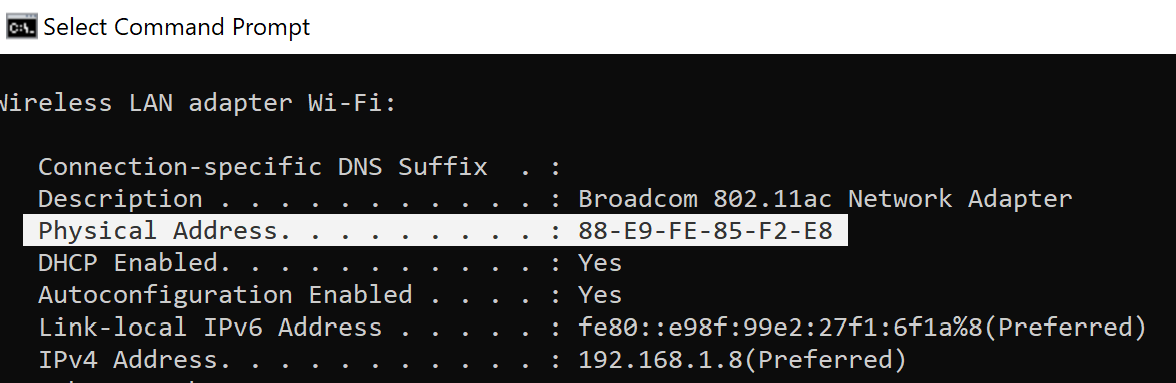 Select Command Prompt
Wireless LAN adapter Wi-Fi:
Connection-specific DNS Suffix . :
Description . . . . . . . . . . . : Broadcom 802.11ac Network Adapter
Physical Address. . . . . . . . . : 88-E9-FE-85-F2-E8
DHCP Enabled. . . . . . . . . . . : Yes
Autoconfiguration Enabled . . . . : Yes
Link-local IPv6 Address . . . . . : fe80::e98f:99e2:27f1:6f1a%8(Preferred)
IPv4 Address. . . . . . . . . . . : 192.168.1.8(Preferred)